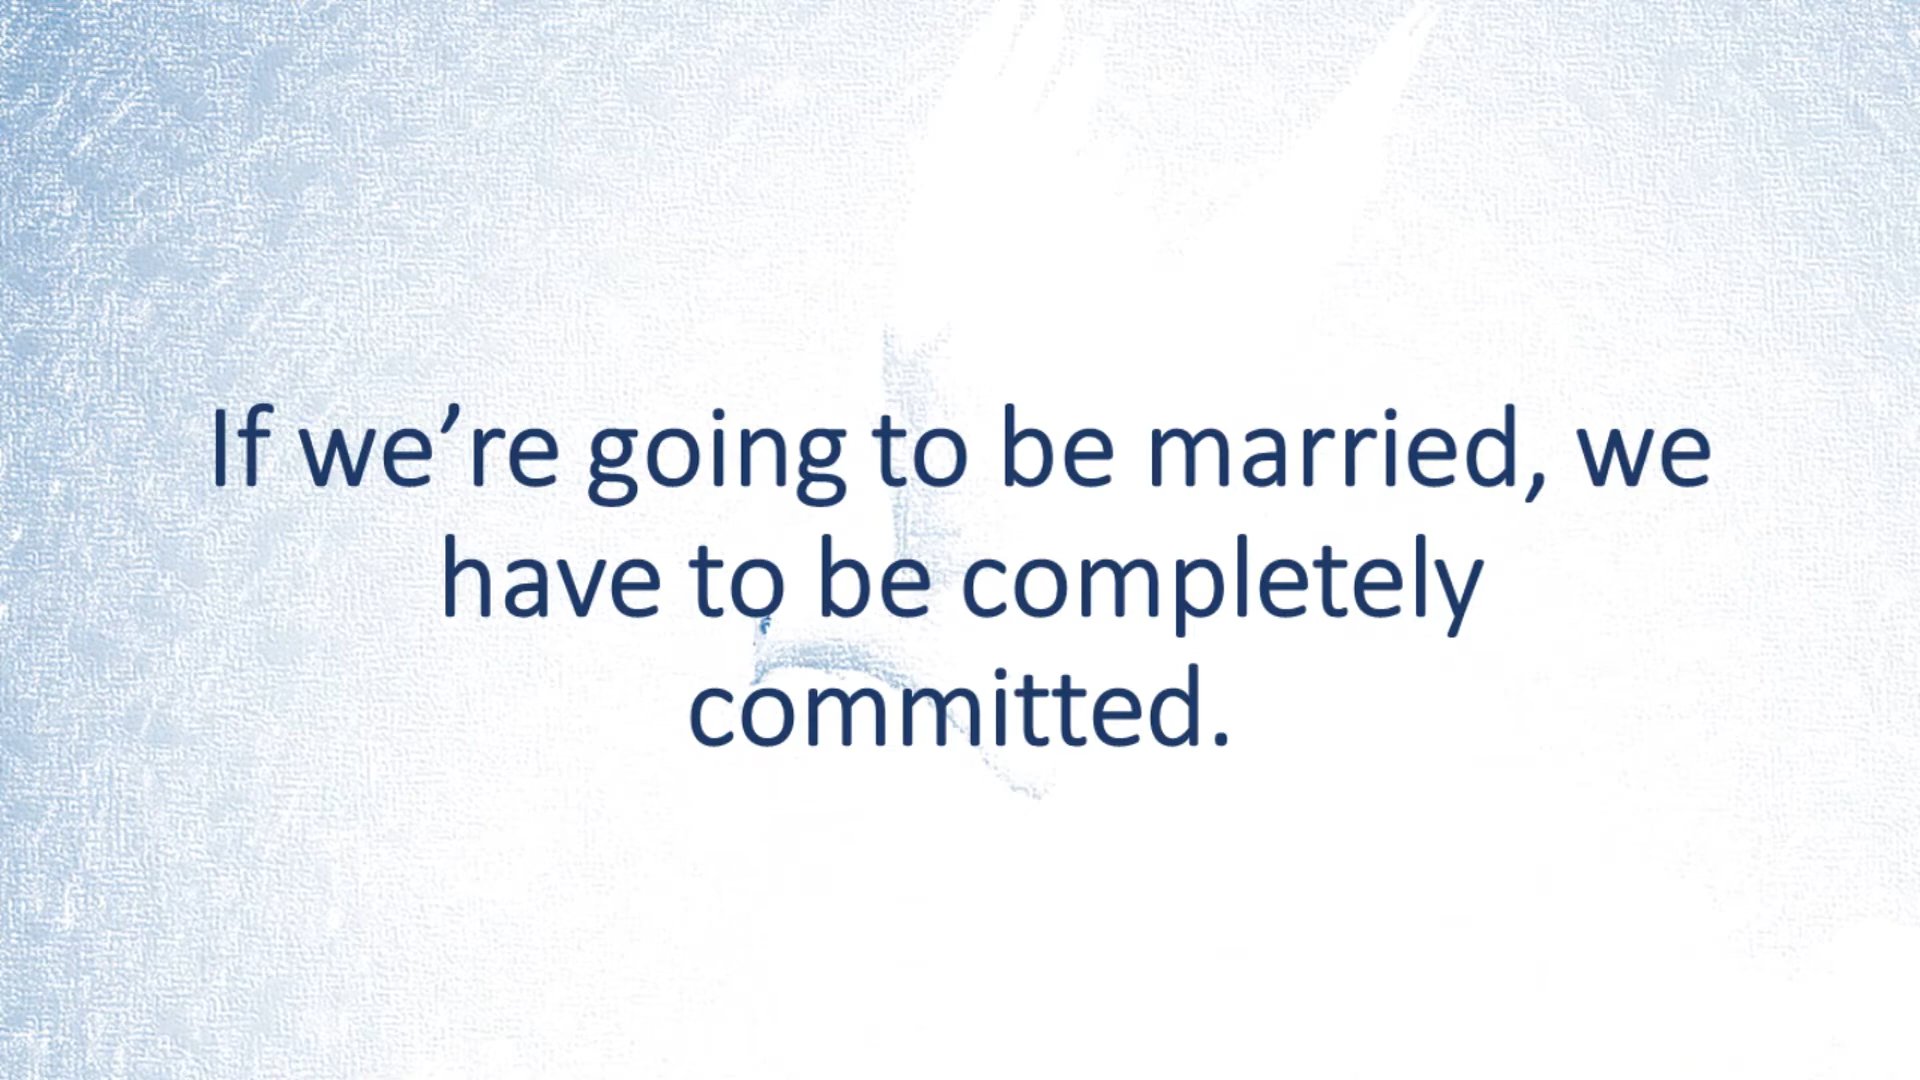 If we’re going to be married, we
have to be completely
committed.